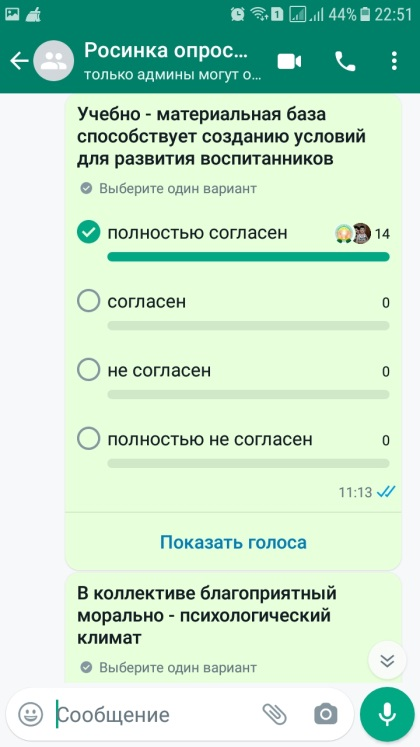 44% 22:51
Росинка опрос...
только админы могут о...
Учебно - материальная база
способствует созданию условий
для развития воспитанников
Выберите один вариант
полностью согласен 14
согласен 0
не согласен 0
полностью не согласен 0
11:13
Показать голоса
В коллективе благоприятный
морально - психологический
климат
Выберите один вариант
Сообщение